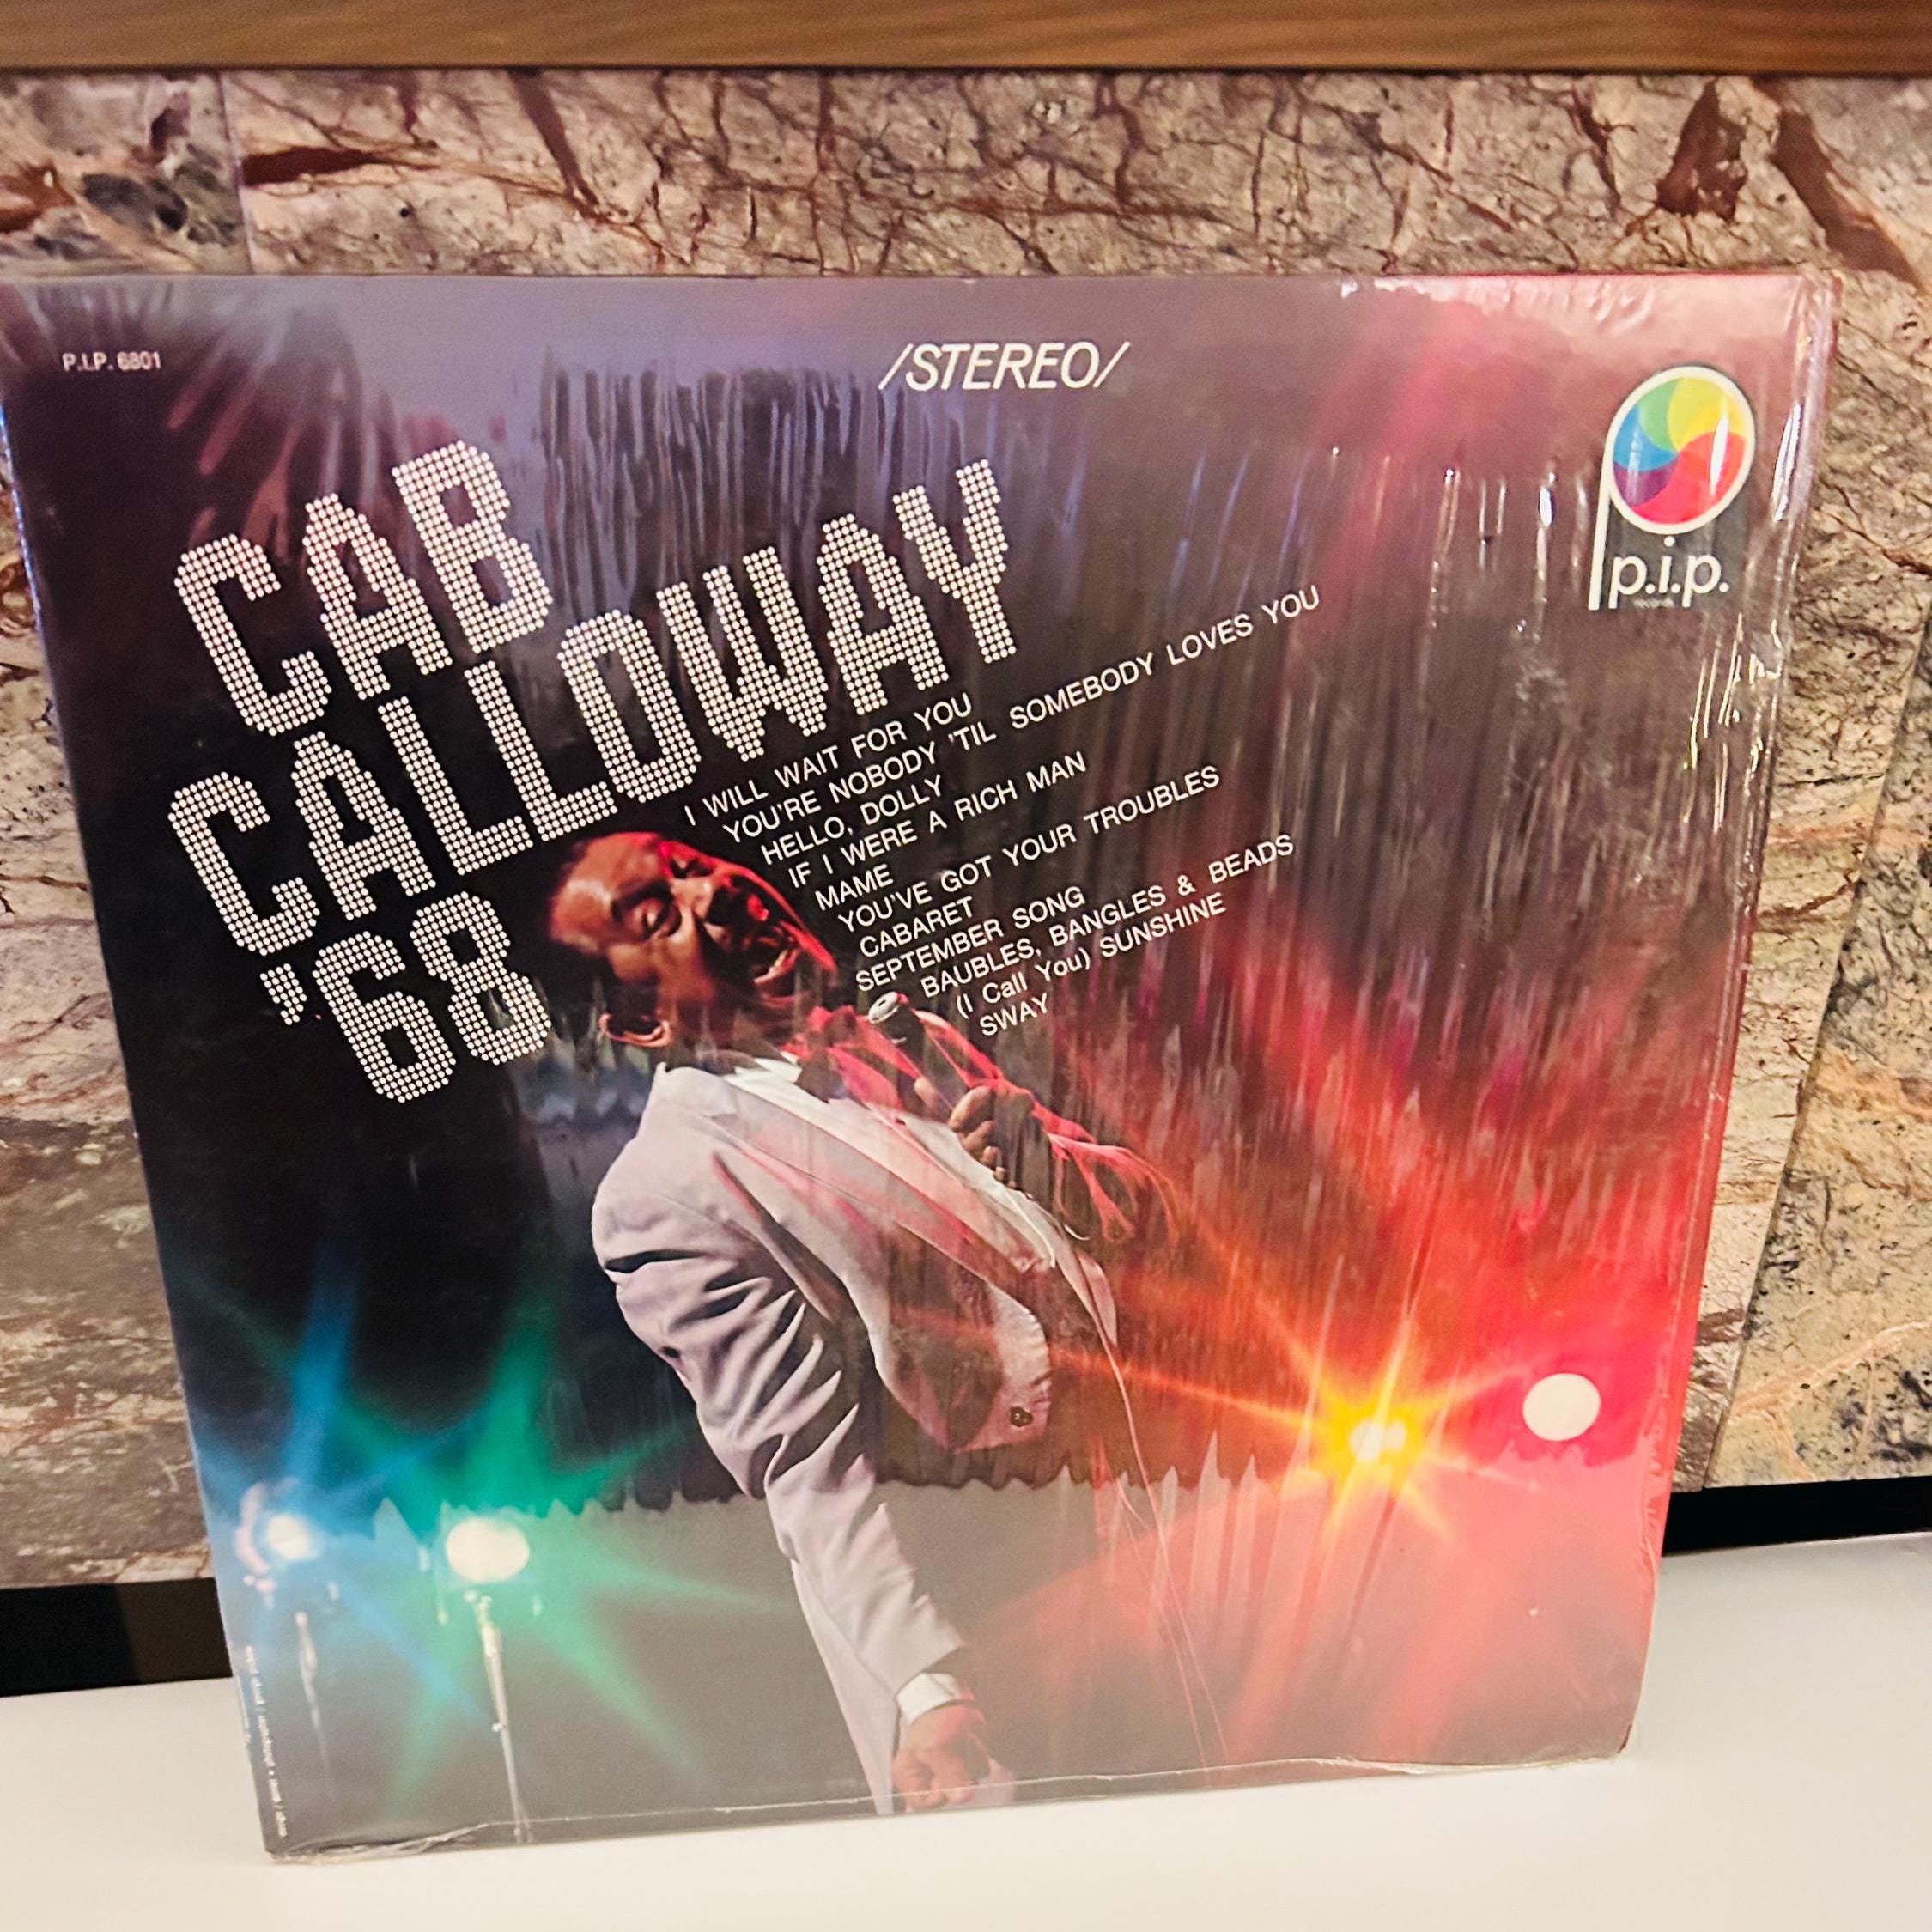 P.I.P. 6801
/STEREO/
p.i.p.
records
CAB
CALLOWAY
'68
I WILL WAIT FOR YOU
YOU'RE NOBODY 'TIL SOMEBODY LOVES YOU
HELLO, DOLLY
IF I WERE A RICH MAN
MAME
YOU'VE GOT YOUR TROUBLES
CABARET
SEPTEMBER SONG
BAUBLES, BANGLES & BEADS
(I Call You) SUNSHINE
SWAY